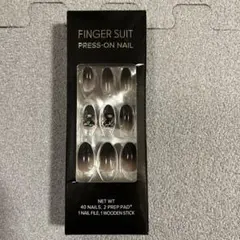 FINGER SUIT
PRESS-ON NAIL
NET WT
40 NAILS, 2 PREP PAD*
1 NAIL FILE, 1 WOODEN STICK